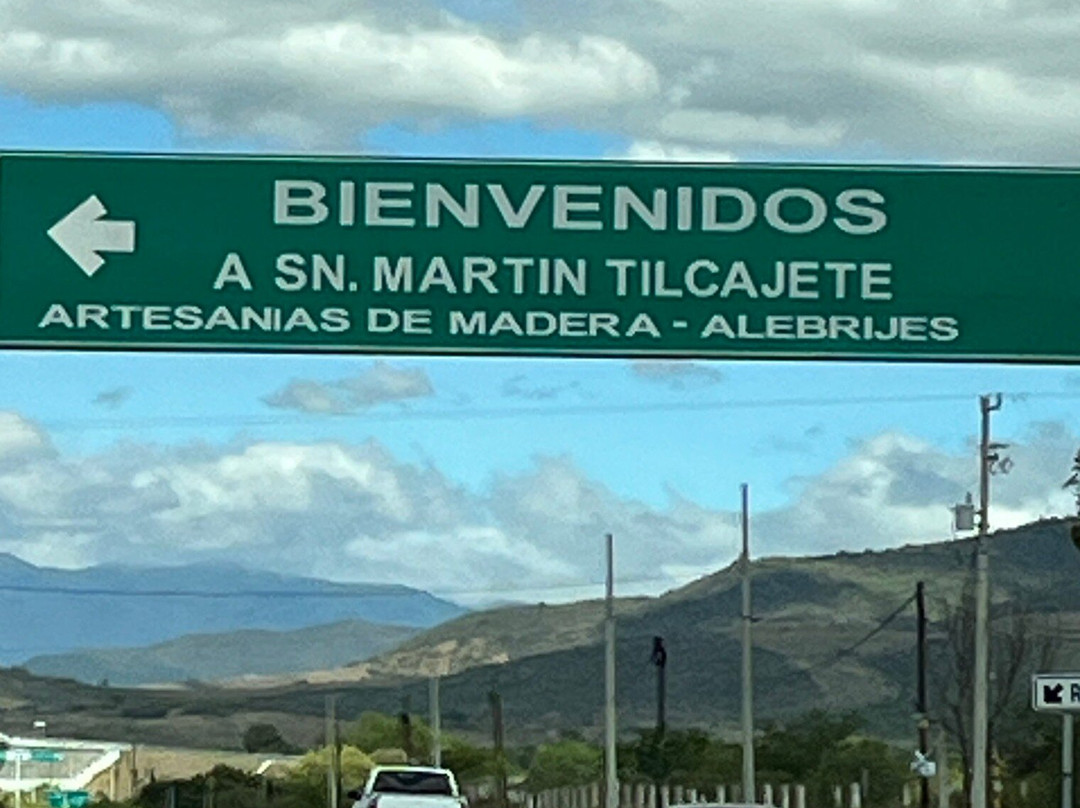 BIENVENIDOS
A SN. MARTIN TILCAJETE
ARTESANIAS DE MADERA - ALEBRIJES